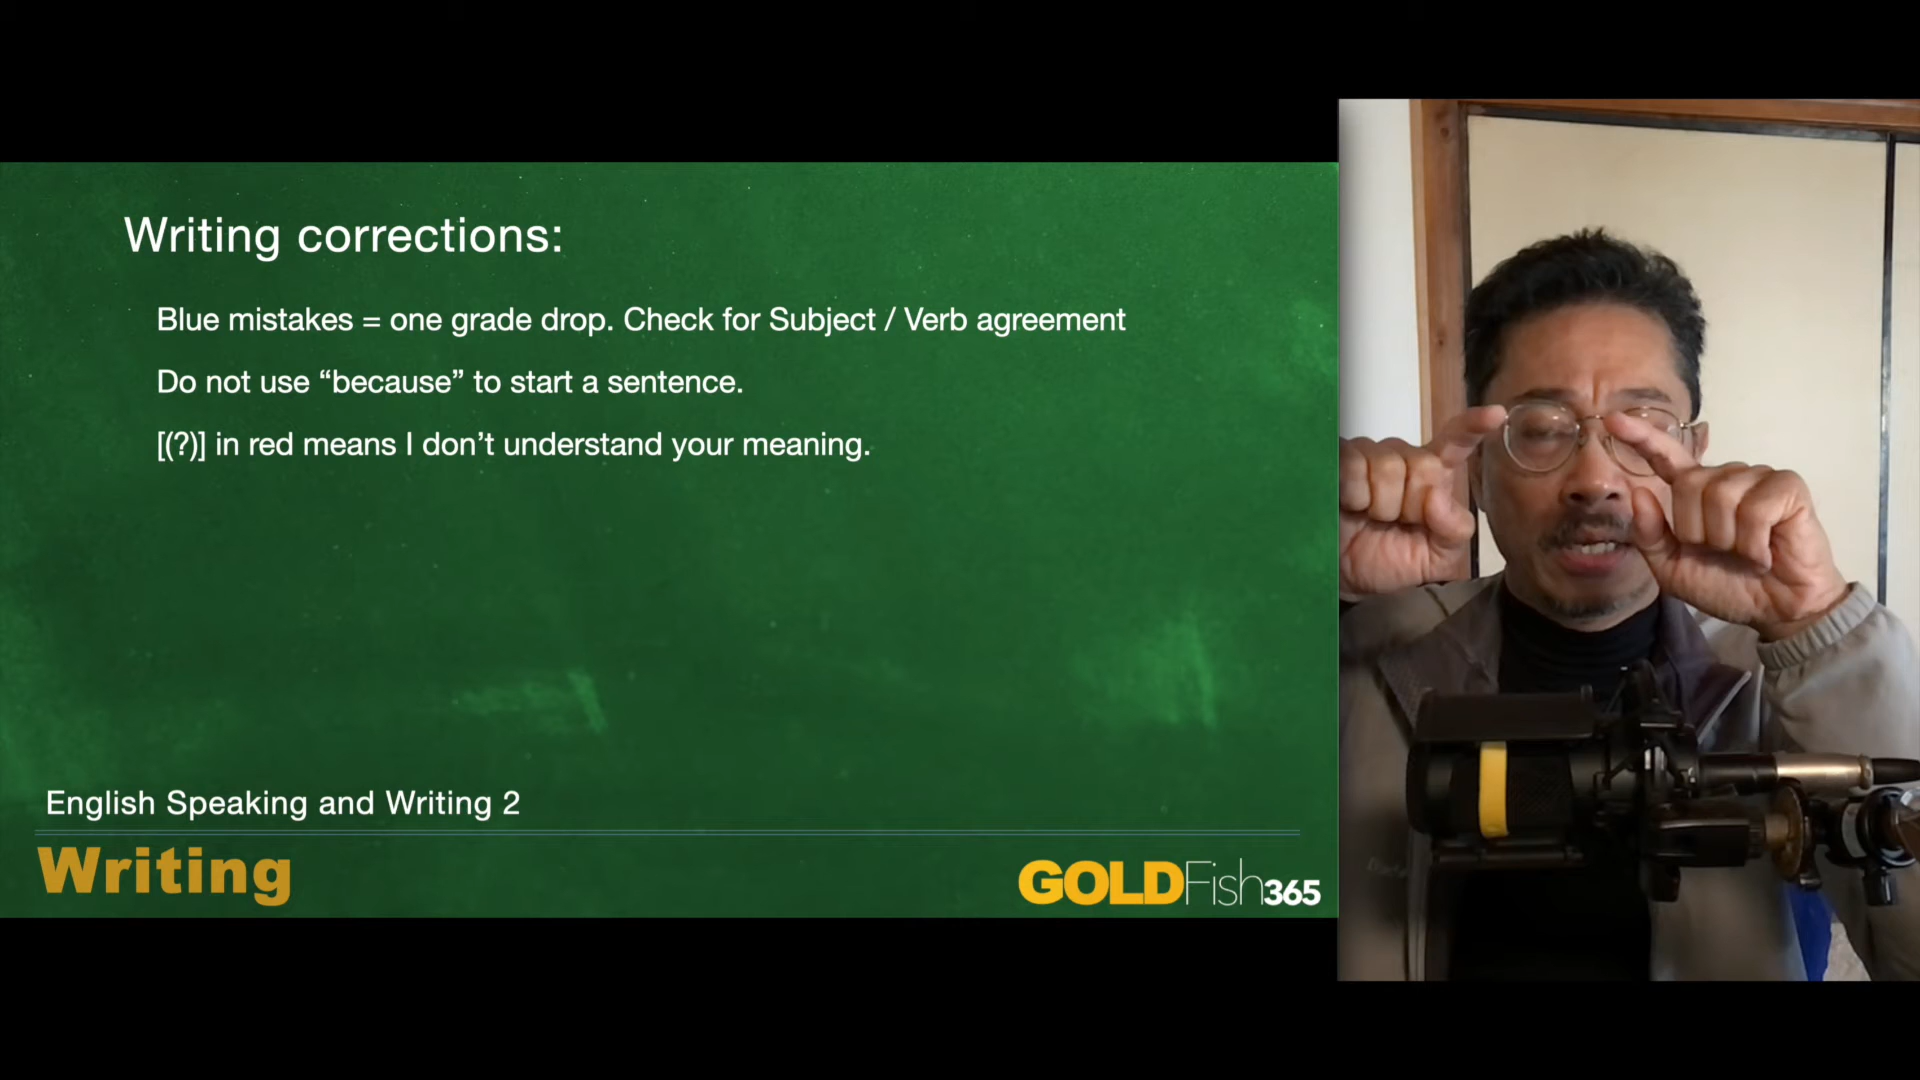 Writing corrections:
Blue mistakes = one grade drop. Check for Subject / Verb agreement
Do not use “because” to start a sentence.
[(?)] in red means I don’t understand your meaning.
English Speaking and Writing 2
Writing
GOLDFish365